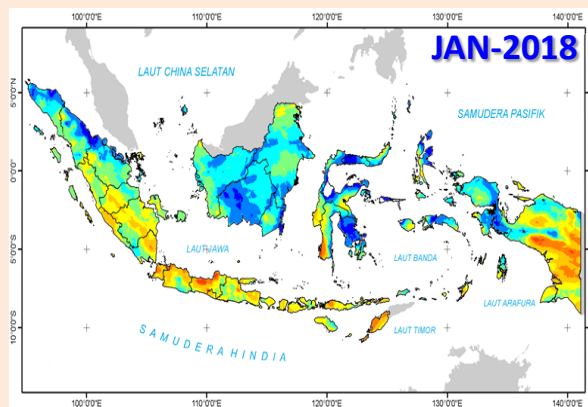 100°0'0"E 110°0'0"E 120°0'0"E 130°0'0"E 140°0'0"E
JAN-2018
LAUT CHINA SELATAN
5°0'0"N
SAMUDERA PASIFIK
0°0'0"
LAUT JAWA
5°0'0"S
LAUT BANDA
LAUT ARAFURA
10°0'0"S
SAMUDERA HINDIA
LAUT TIMOR
100°0'0"E 110°0'0"E 120°0'0"E 130°0'0"E 140°0'0"E